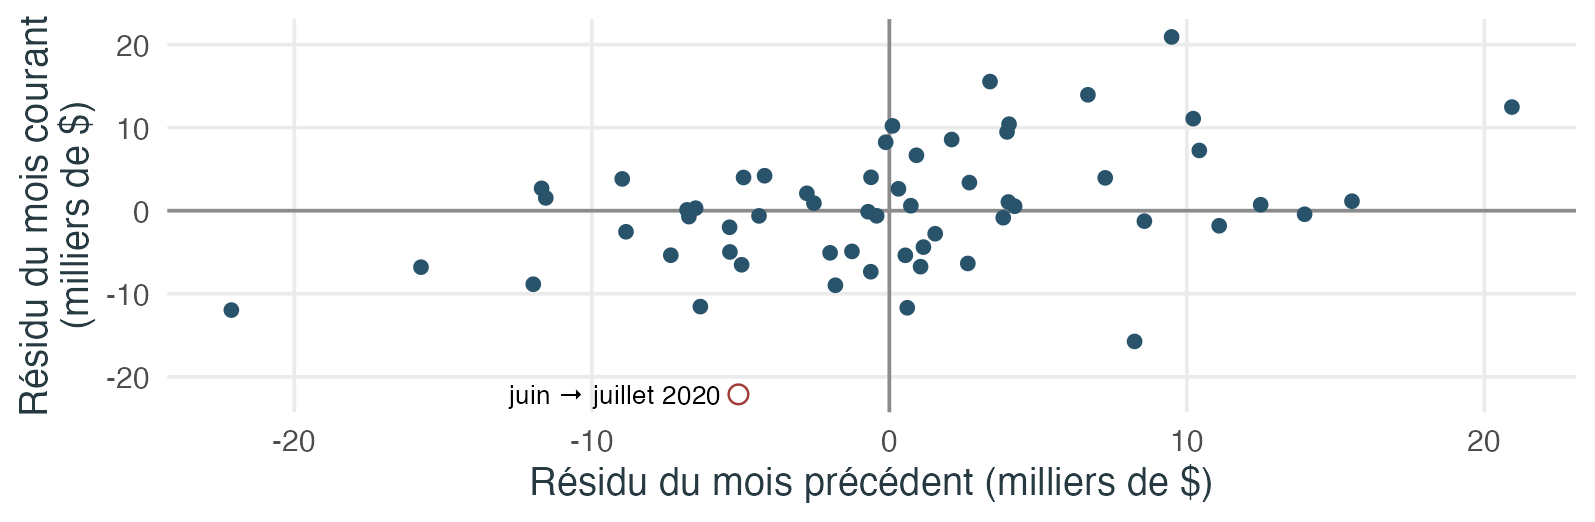 Résidu du mois courant
(milliers de $)
20
10
0
-10
-20
juin → juillet 2020
-20
-10
0
10
20
Résidu du mois précédent (milliers de $)